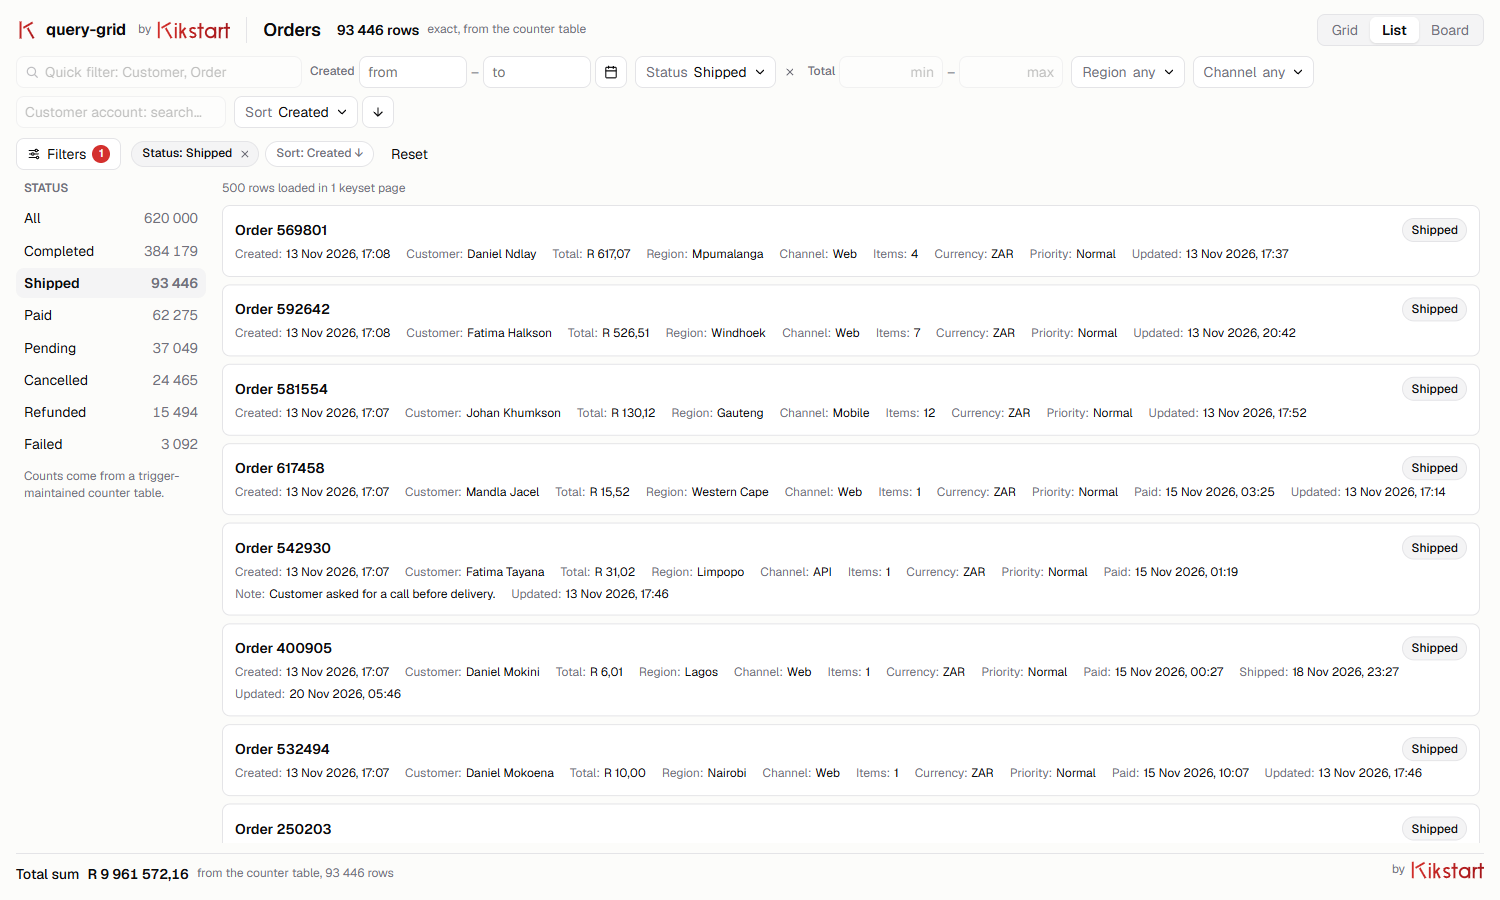 query-grid by Kikstart Orders 93 446 rows exact, from the counter table Grid List Board
Quick filter: Customer, Order Created from – to Status Shipped × Total min – max Region any Channel any
Customer account: search... Sort Created ↓
Filters 1 Status: Shipped × Sort: Created ↓ Reset
STATUS
All 620 000
Completed 384 179
Shipped 93 446
Paid 62 275
Pending 37 049
Cancelled 24 465
Refunded 15 494
Failed 3 092
Counts come from a trigger-
maintained counter table.
500 rows loaded in 1 keyset page
Order 569801 Shipped
Created: 13 Nov 2026, 17:08 Customer: Daniel Ndlay Total: R 617,07 Region: Mpumalanga Channel: Web Items: 4 Currency: ZAR Priority: Normal Updated: 13 Nov 2026, 17:37
Order 592642 Shipped
Created: 13 Nov 2026, 17:08 Customer: Fatima Halkson Total: R 526,51 Region: Windhoek Channel: Web Items: 7 Currency: ZAR Priority: Normal Updated: 13 Nov 2026, 20:42
Order 581554 Shipped
Created: 13 Nov 2026, 17:07 Customer: Johan Khumkson Total: R 130,12 Region: Gauteng Channel: Mobile Items: 12 Currency: ZAR Priority: Normal Updated: 13 Nov 2026, 17:52
Order 617458 Shipped
Created: 13 Nov 2026, 17:07 Customer: Mandla Jacel Total: R 15,52 Region: Western Cape Channel: Web Items: 1 Currency: ZAR Priority: Normal Paid: 15 Nov 2026, 03:25 Updated: 13 Nov 2026, 17:14
Order 542930 Shipped
Created: 13 Nov 2026, 17:07 Customer: Fatima Tayana Total: R 31,02 Region: Limpopo Channel: API Items: 1 Currency: ZAR Priority: Normal Paid: 15 Nov 2026, 01:19
Note: Customer asked for a call before delivery. Updated: 13 Nov 2026, 17:46
Order 400905 Shipped
Created: 13 Nov 2026, 17:07 Customer: Daniel Mokini Total: R 6,01 Region: Lagos Channel: Web Items: 1 Currency: ZAR Priority: Normal Paid: 15 Nov 2026, 00:27 Shipped: 18 Nov 2026, 23:27
Updated: 20 Nov 2026, 05:46
Order 532494 Shipped
Created: 13 Nov 2026, 17:07 Customer: Daniel Mokoena Total: R 10,00 Region: Nairobi Channel: Web Items: 1 Currency: ZAR Priority: Normal Paid: 15 Nov 2026, 10:07 Updated: 13 Nov 2026, 17:46
Order 250203 Shipped
Total sum R 9 961 572,16 from the counter table, 93 446 rows by Kikstart